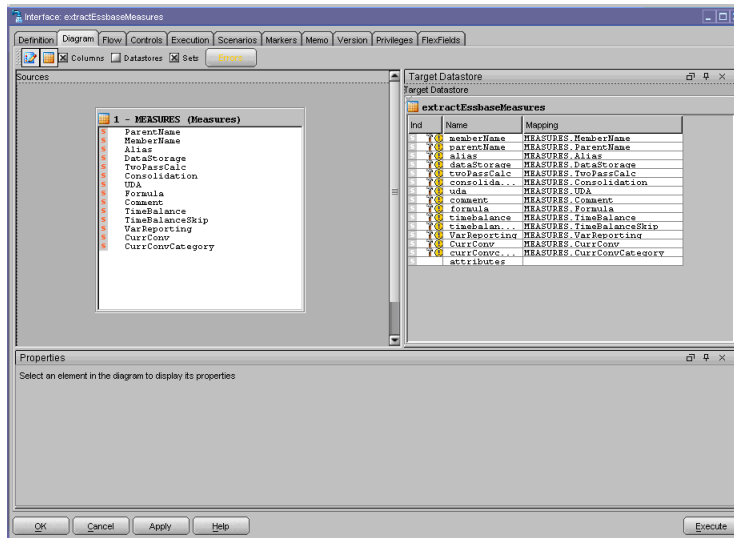 Interface: extractEssbaseMeasures
Definition Diagram Flow Controls Execution Scenarios Markers Memo Version Privileges FlexFields
Columns Datastores Sets
Sources
1 - MEASURES (Measures)
ParentName
MemberName
Alias
DataStorage
TwoPassCalc
Consolidation
UDA
Formula
Comment
TimeBalance
TimeBalanceSkip
VarReporting
CurrConv
CurrConvCategory
Target Datastore
Target Datastore
extractEssbaseMeasures
Ind Name Mapping
memberName MEASURES.MemberName
parentName MEASURES.ParentName
alias MEASURES.Alias
dataStorage MEASURES.DataStorage
twoPassCalc MEASURES.TwoPassCalc
consolida... MEASURES.Consolidation
uda MEASURES.UDA
comment MEASURES.Comment
formula MEASURES.Formula
timebalance MEASURES.TimeBalance
timebalan... MEASURES.TimeBalanceSkip
VarReporting MEASURES.VarReporting
CurrConv MEASURES.CurrConv
currConvc... MEASURES.CurrConvCategory
attributes
Properties
Select an element in the diagram to display its properties
OK Cancel Apply Help Execute